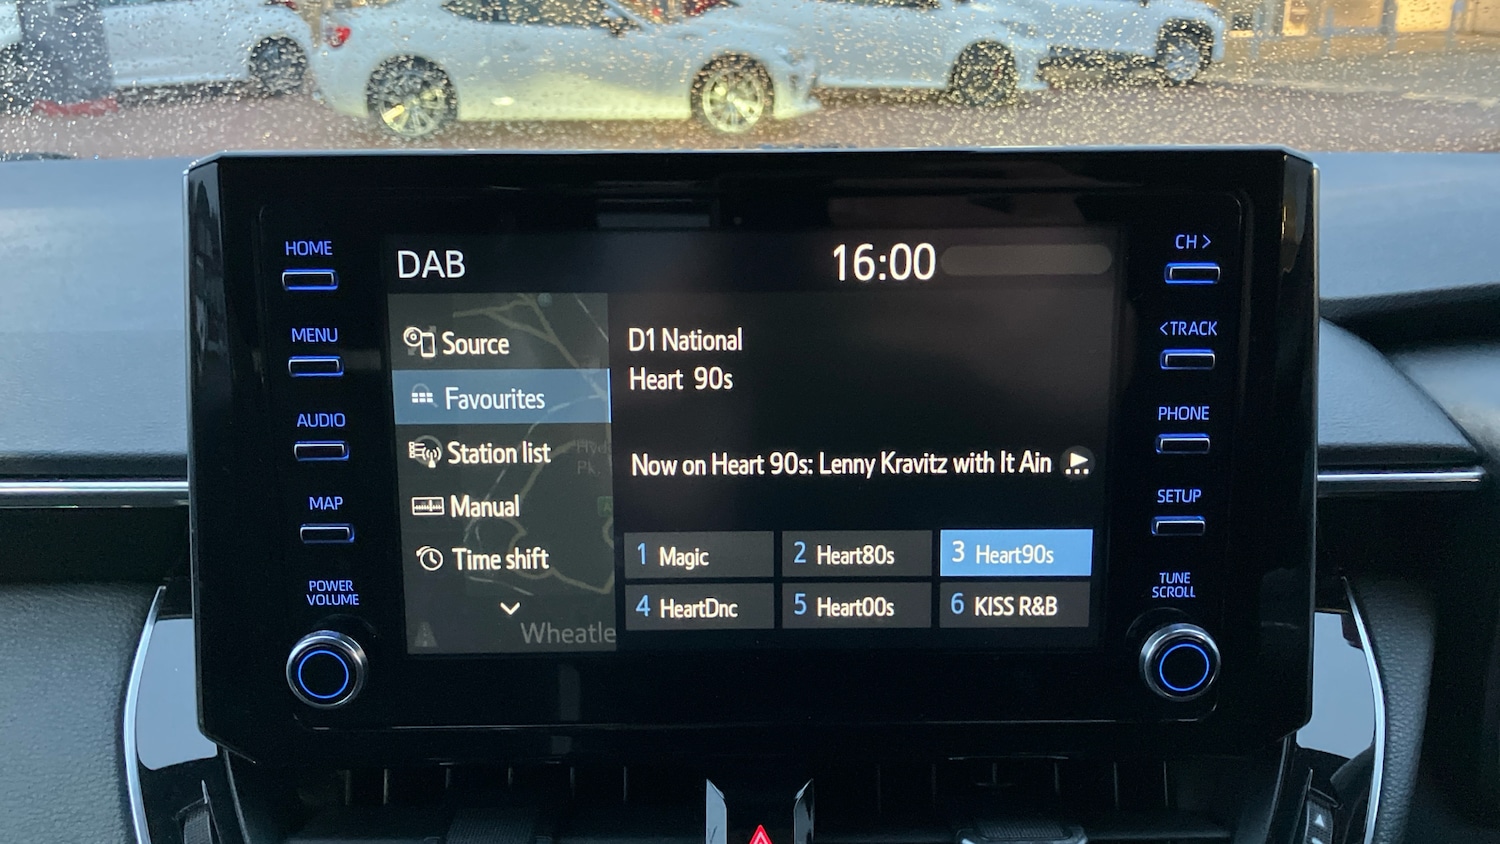 HOME
MENU
AUDIO
MAP
POWER
VOLUME
DAB
16:00
Source
Favourites
Station list
Manual
Time shift
Wheatle
D1 National
Heart 90s
Now on Heart 90s: Lenny Kravitz with It Ain
1 Magic
2 Heart80s
3 Heart90s
4 HeartDnc
5 Heart00s
6 KISS R&B
CH >
<TRACK
PHONE
SETUP
TUNE
SCROLL